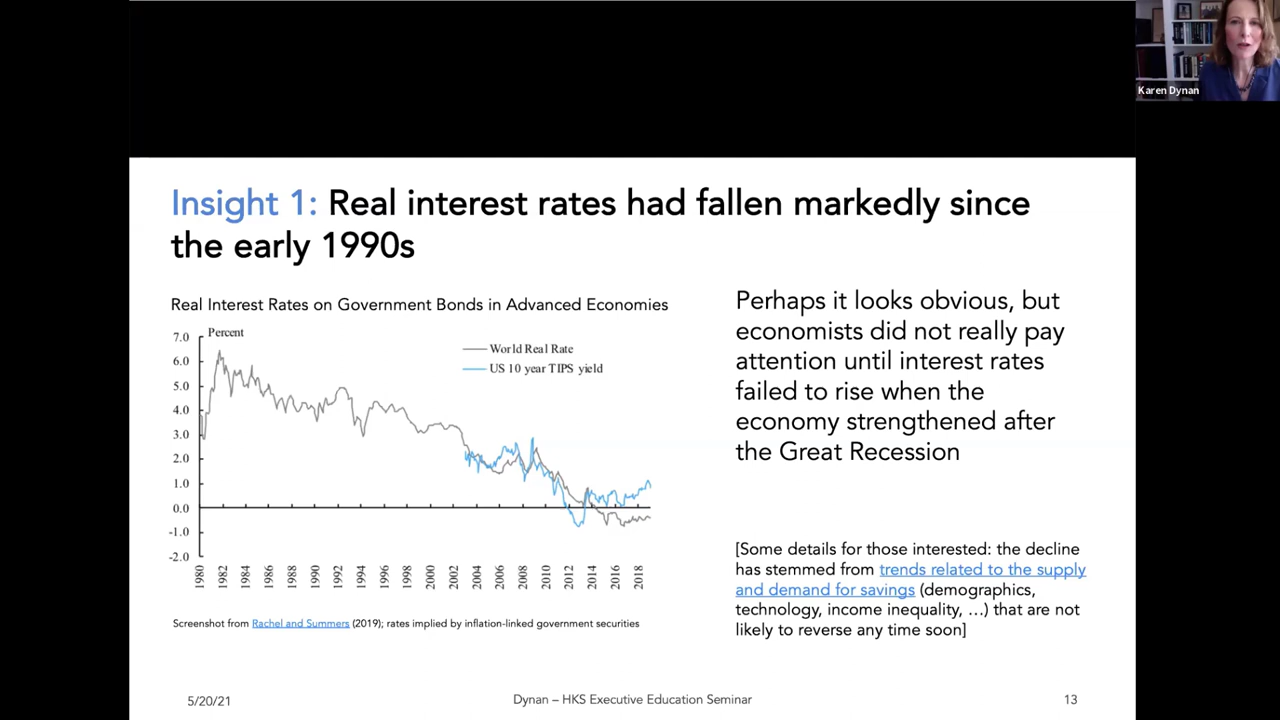 Karen Dynan
Insight 1: Real interest rates had fallen markedly since
the early 1990s
Real Interest Rates on Government Bonds in Advanced Economies
Percent
World Real Rate
US 10 year TIPS yield
7.0
6.0
5.0
4.0
3.0
2.0
1.0
0.0
-1.0
-2.0
1980 1982 1984 1986 1988 1990 1992 1994 1996 1998 2000 2002 2004 2006 2008 2010 2012 2014 2016 2018
Screenshot from Rachel and Summers (2019); rates implied by inflation-linked government securities
Perhaps it looks obvious, but
economists did not really pay
attention until interest rates
failed to rise when the
economy strengthened after
the Great Recession
[Some details for those interested: the decline
has stemmed from trends related to the supply
and demand for savings (demographics,
technology, income inequality, …) that are not
likely to reverse any time soon]
5/20/21
Dynan – HKS Executive Education Seminar
13